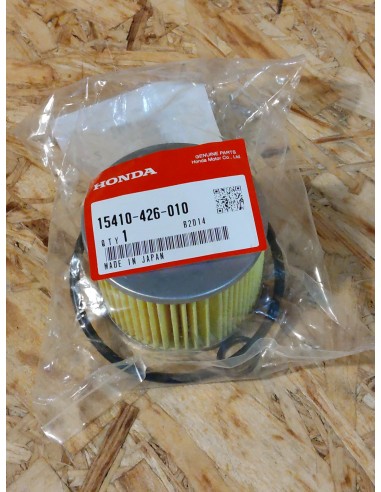 GENUINE PARTS
Honda Motor Co., Ltd.
HONDA
15410-426-010
QTY 1
B2014
MADE IN JAPAN